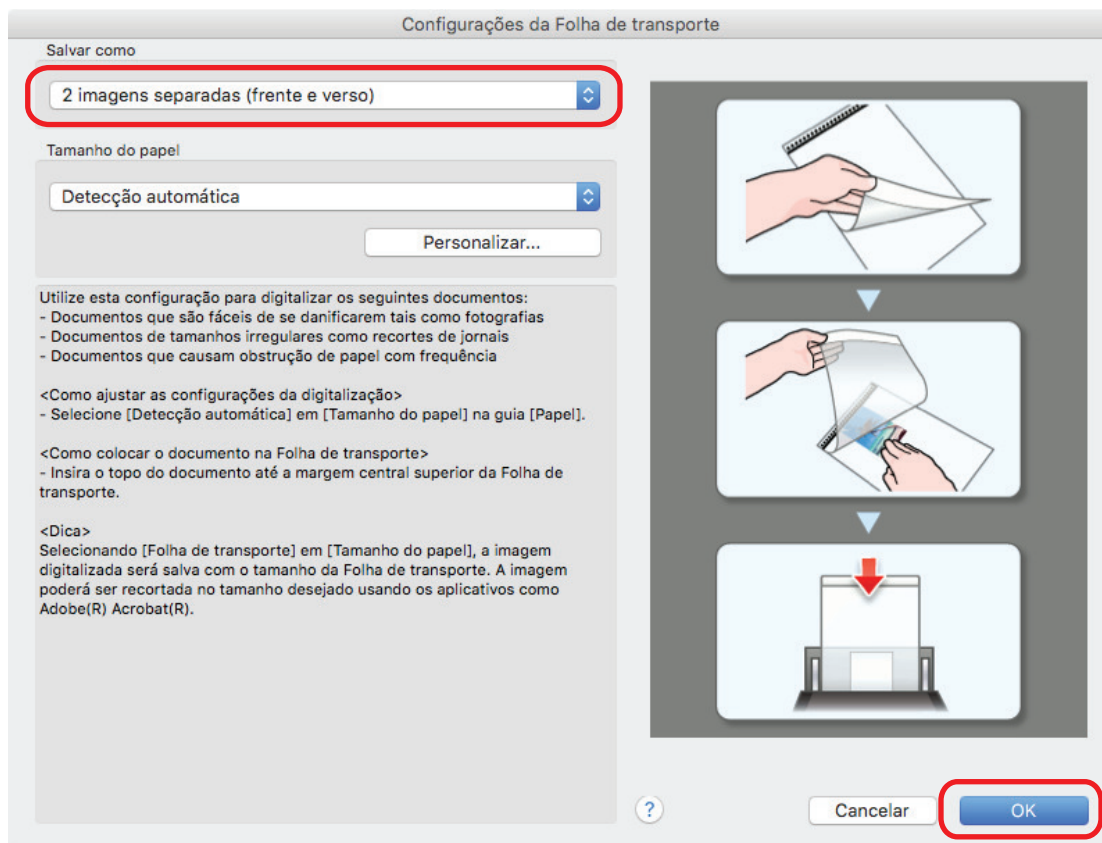 Configurações da Folha de transporte
Salvar como
2 imagens separadas (frente e verso)
Tamanho do papel
Detecção automática
Personalizar...
Utilize esta configuração para digitalizar os seguintes documentos:
- Documentos que são fáceis de se danificarem tais como fotografias
- Documentos de tamanhos irregulares como recortes de jornais
- Documentos que causam obstrução de papel com frequência
<Como ajustar as configurações da digitalização>
- Selecione [Detecção automática] em [Tamanho do papel] na guia [Papel].
<Como colocar o documento na Folha de transporte>
- Insira o topo do documento até a margem central superior da Folha de
transporte.
<Dica>
Selecionando [Folha de transporte] em [Tamanho do papel], a imagem
digitalizada será salva com o tamanho da Folha de transporte. A imagem
poderá ser recortada no tamanho desejado usando os aplicativos como
Adobe(R) Acrobat(R).
?
Cancelar
OK